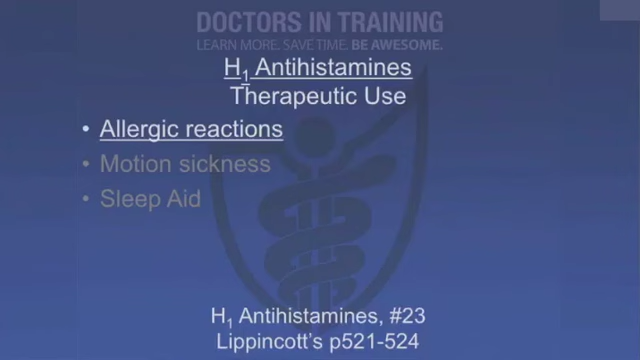 DOCTORS IN TRAINING
LEARN MORE. SAVE TIME. BE AWESOME.
H₁ Antihistamines
Therapeutic Use
• Allergic reactions
• Motion sickness
• Sleep Aid
H₁ Antihistamines, #23
Lippincott's p521-524